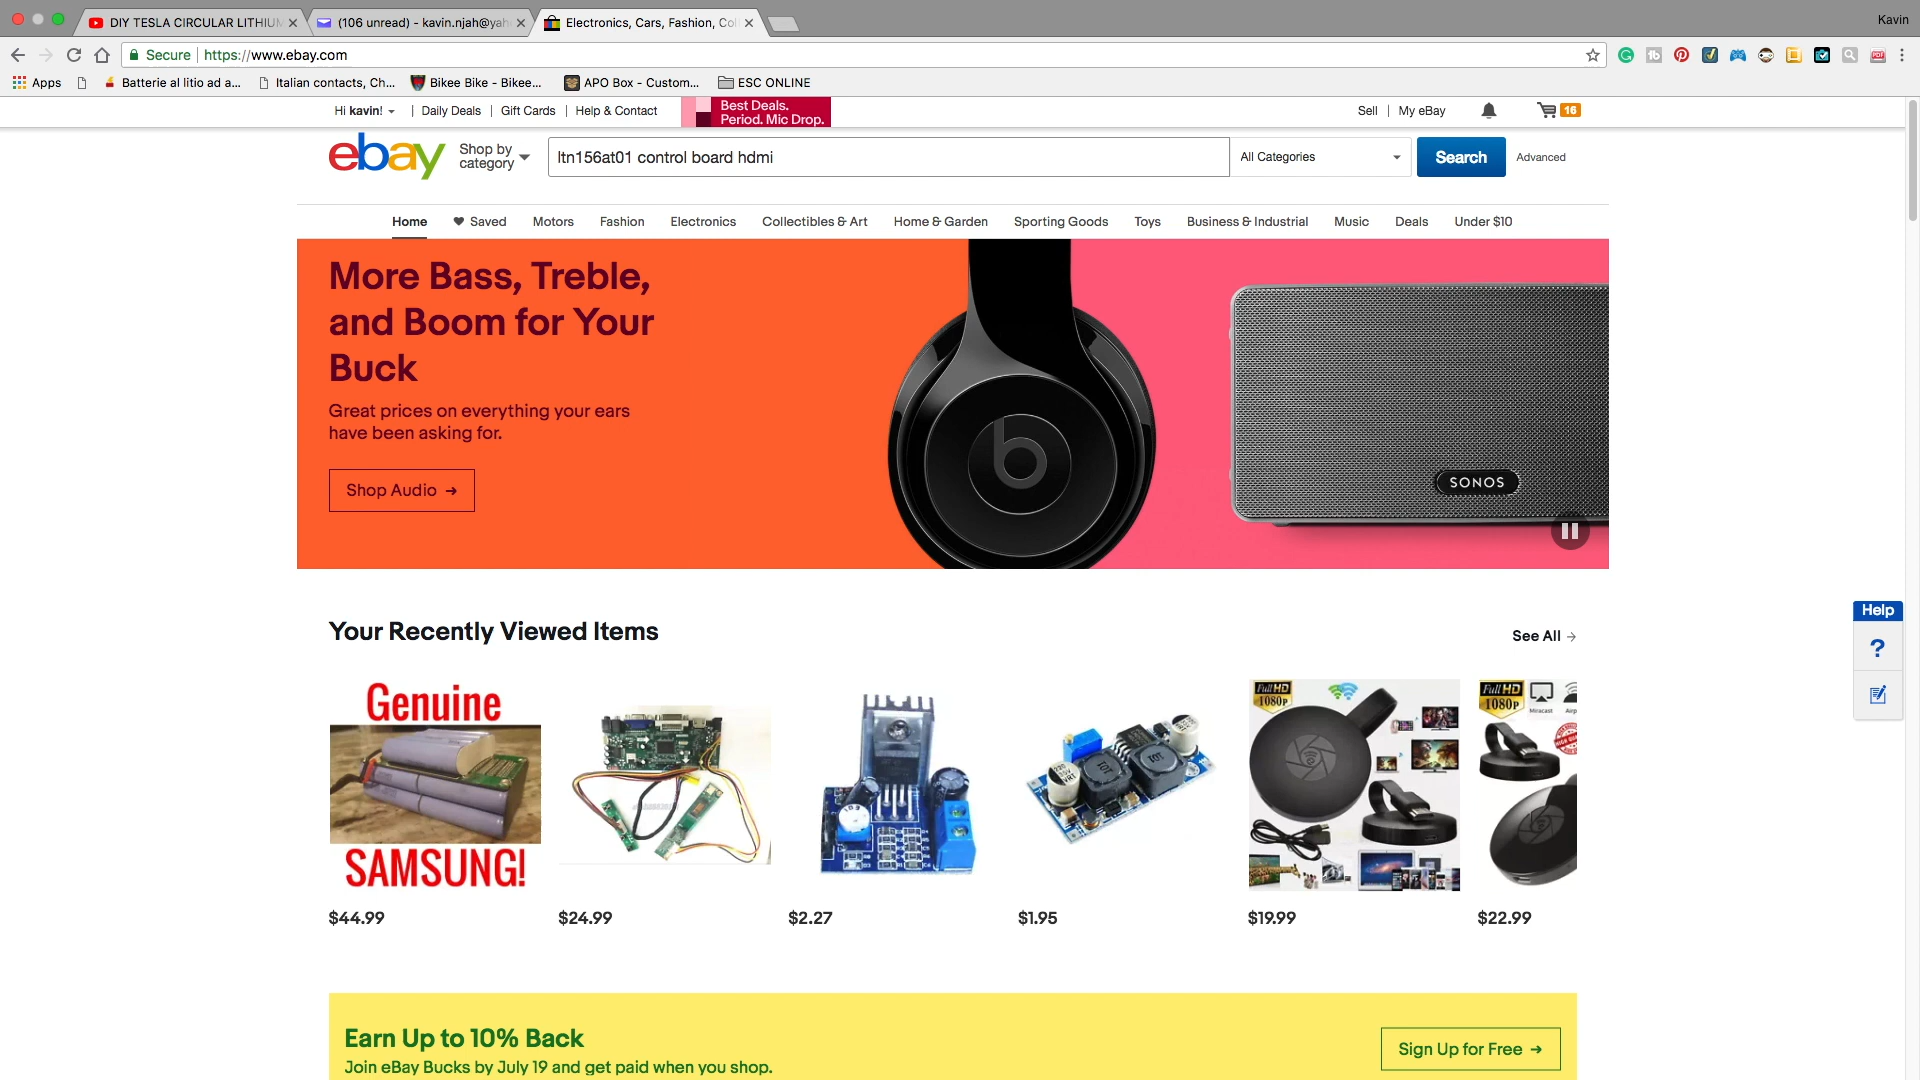 DIY TESLA CIRCULAR LITHIUM
(106 unread) - kavin.njah@yah
Electronics, Cars, Fashion, Col
Kavin
Secure
https://www.ebay.com
Apps
Batterie al litio ad a...
Italian contacts, Ch...
Bikee Bike - Bikee...
APO Box - Custom...
ESC ONLINE
Hi kavin!
Daily Deals
Gift Cards
Help & Contact
Best Deals.
Period. Mic Drop.
Sell
My eBay
16
ebay
Shop by
category
ltn156at01 control board hdmi
All Categories
Search
Advanced
Home
Saved
Motors
Fashion
Electronics
Collectibles & Art
Home & Garden
Sporting Goods
Toys
Business & Industrial
Music
Deals
Under $10
More Bass, Treble,
and Boom for Your
Buck
Great prices on everything your ears
have been asking for.
Shop Audio →
b
SONOS
Help
?
Your Recently Viewed Items
See All →
Genuine
SAMSUNG!
Full HD
1080p
Full HD
1080p
Miracast
$44.99
$24.99
$2.27
$1.95
$19.99
$22.99
Earn Up to 10% Back
Join eBay Bucks by July 19 and get paid when you shop.
Sign Up for Free →